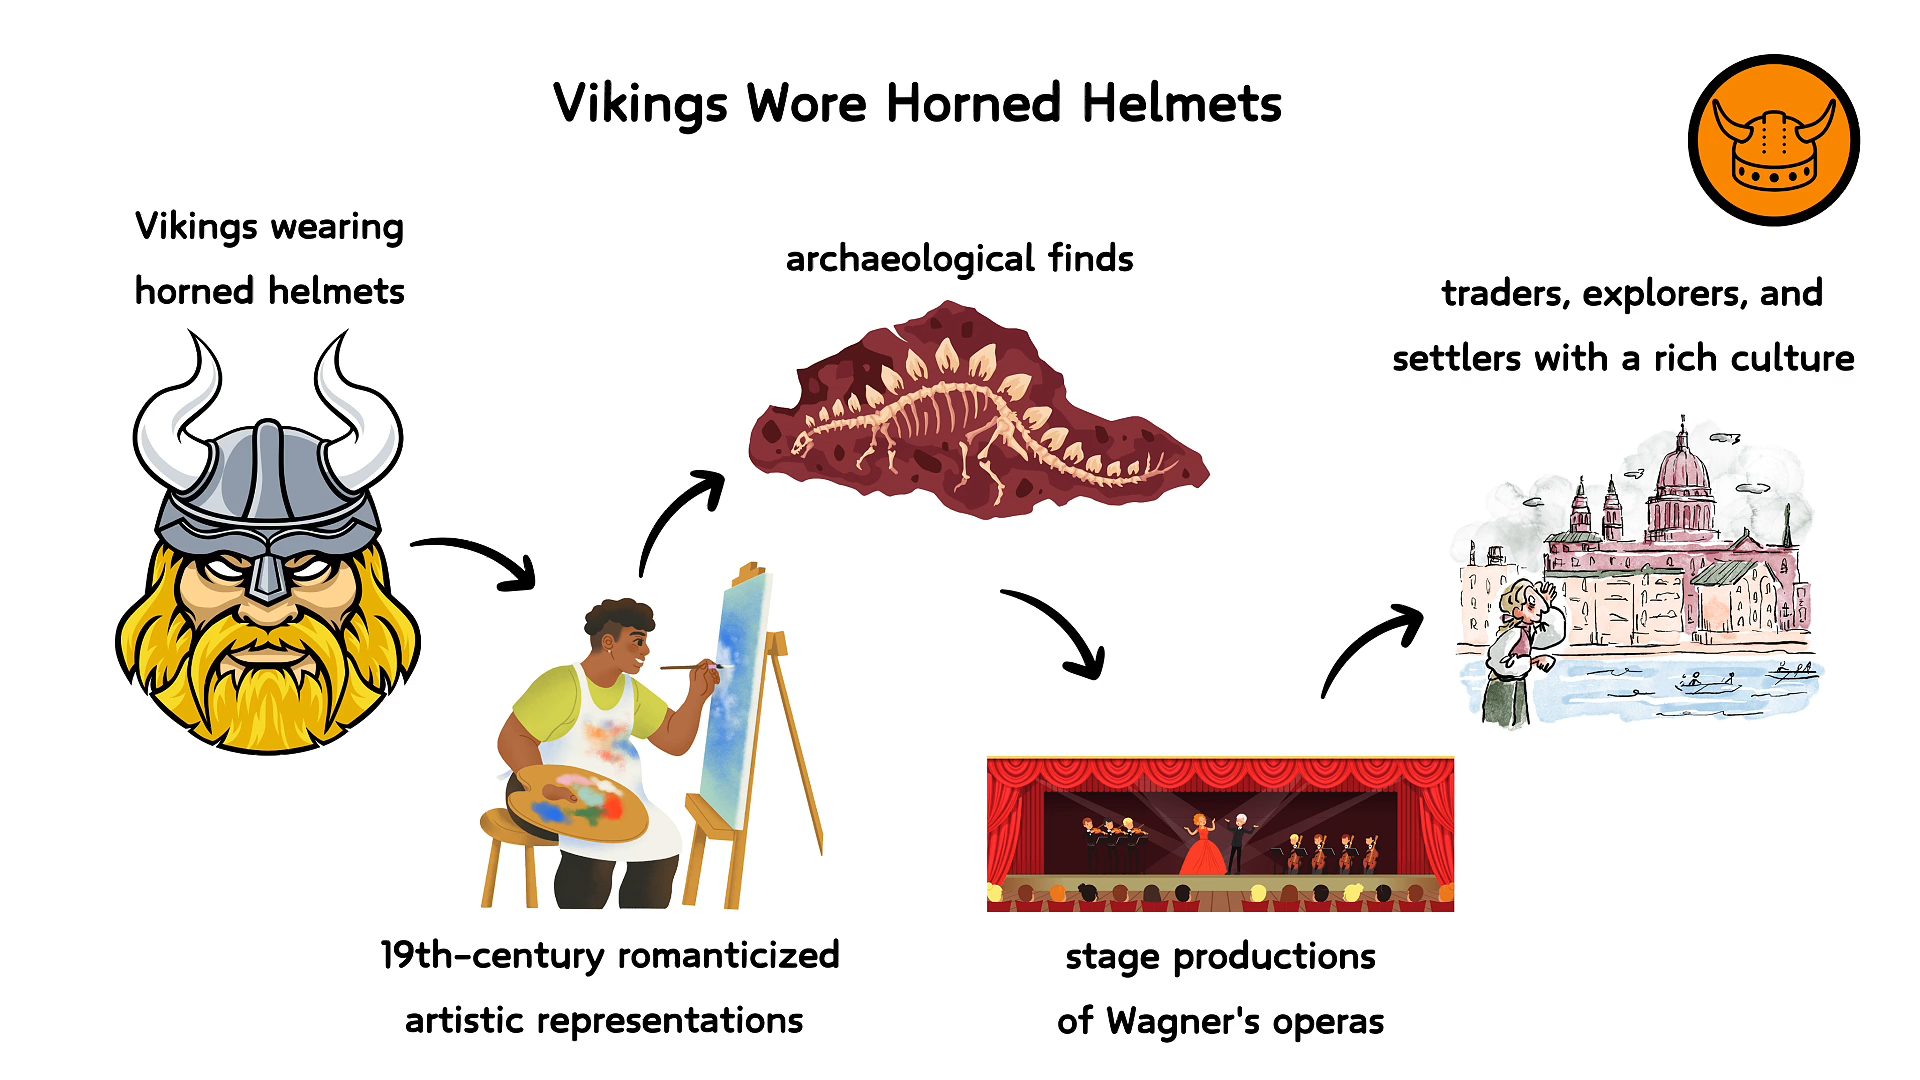 Vikings Wore Horned Helmets
Vikings wearing
horned helmets
19th-century romanticized
artistic representations
archaeological finds
stage productions
of Wagner's operas
traders, explorers, and
settlers with a rich culture